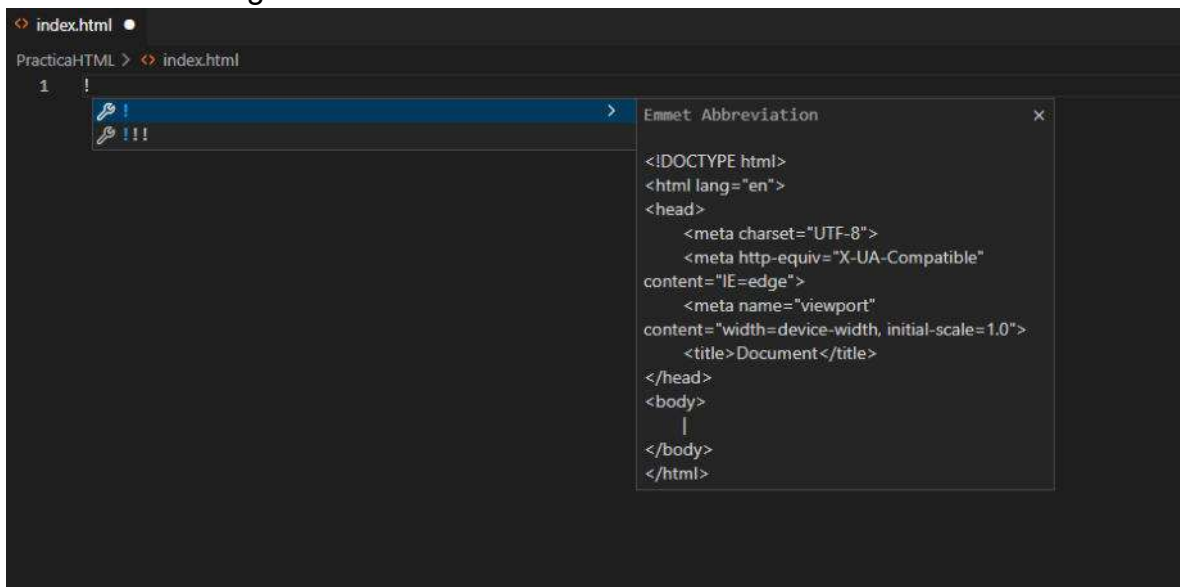 index.html ●
PracticaHTML > index.html
1 !
! >
!!!
Emmet Abbreviation ×
<!DOCTYPE html>
<html lang="en">
<head>
<meta charset="UTF-8">
<meta http-equiv="X-UA-Compatible"
content="IE=edge">
<meta name="viewport"
content="width=device-width, initial-scale=1.0">
<title>Document</title>
</head>
<body>
|
</body>
</html>